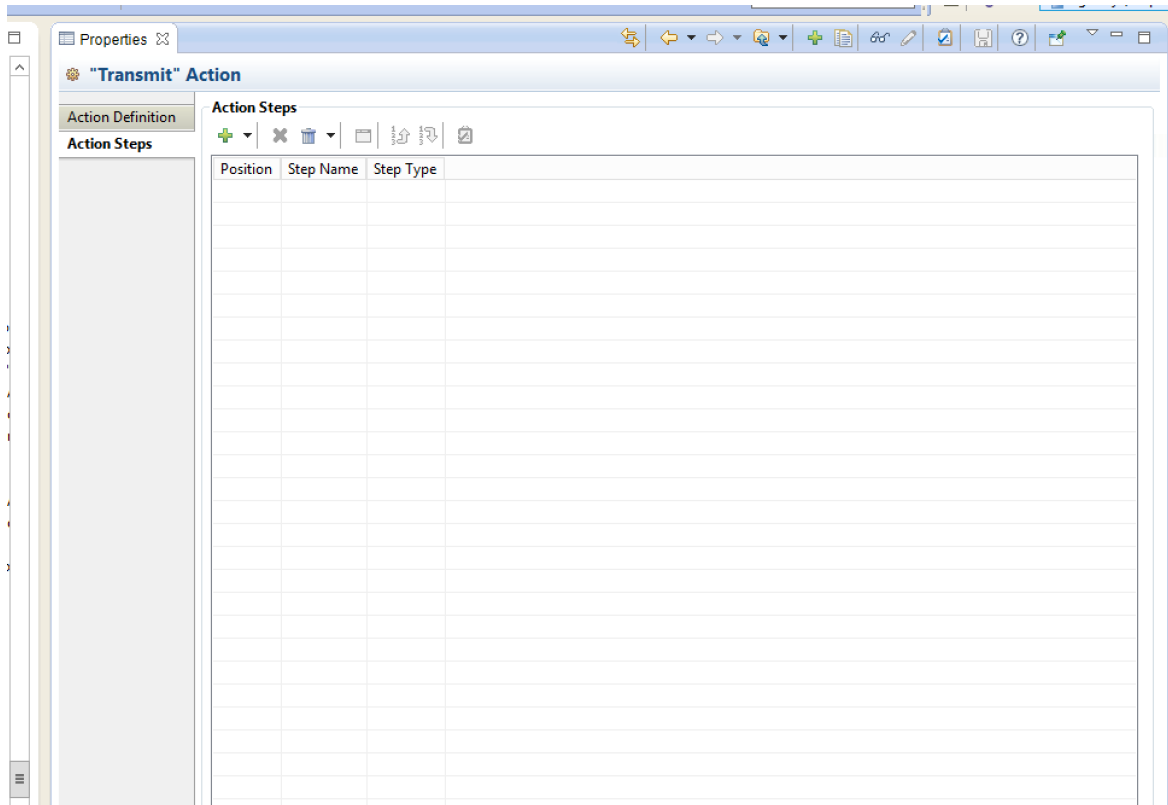 Properties
"Transmit" Action
Action Definition
Action Steps
Action Steps
Position Step Name Step Type